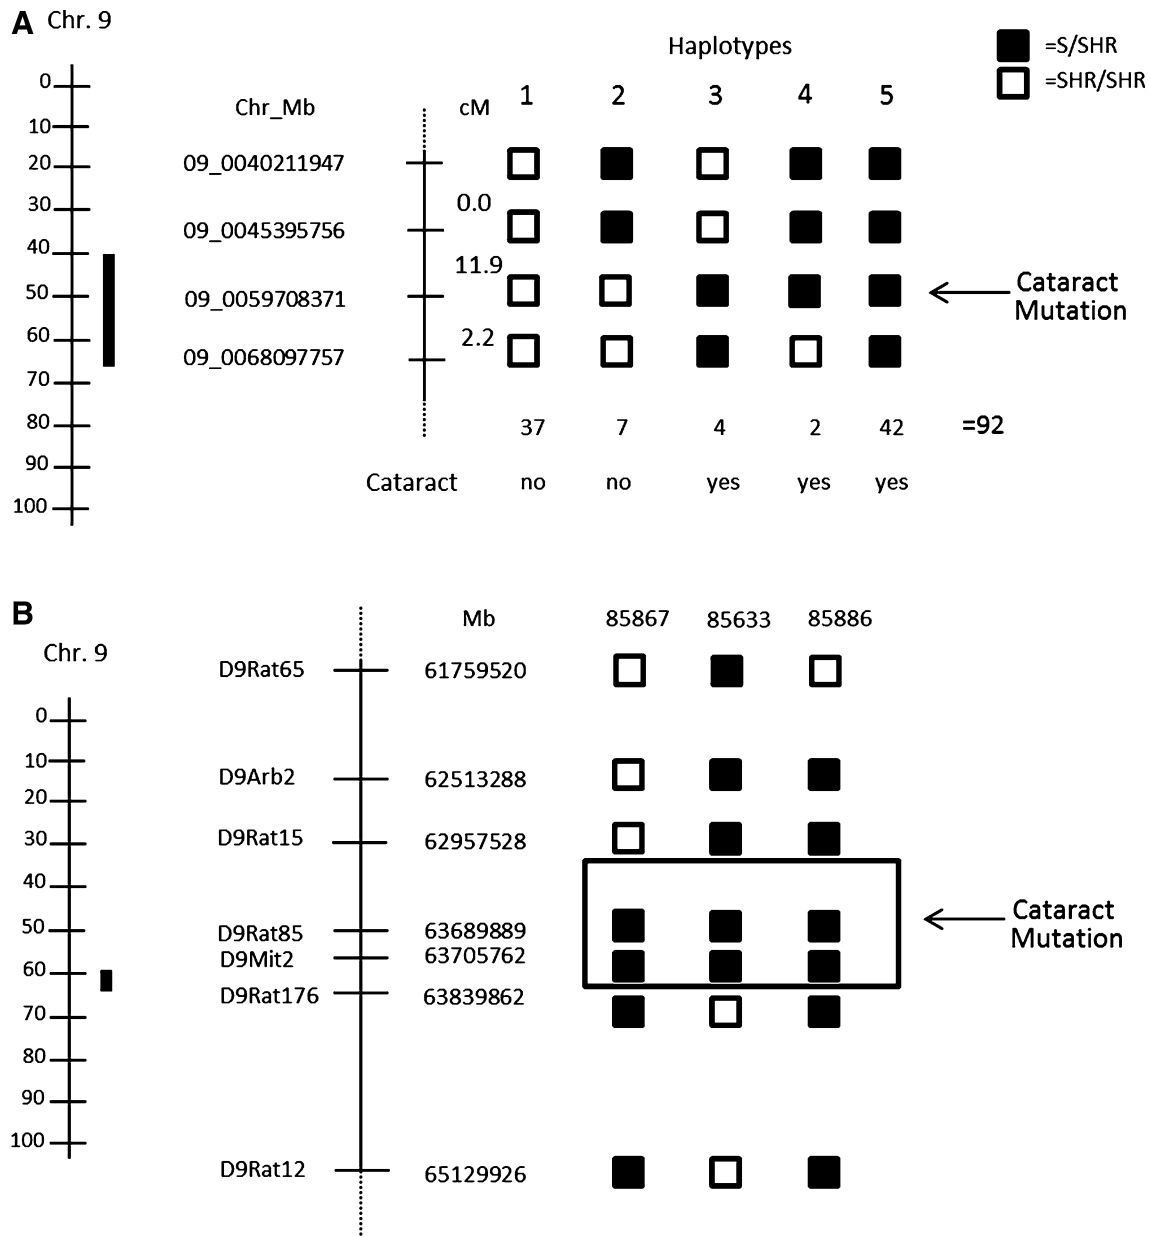 A Chr. 9
Haplotypes
=S/SHR
=SHR/SHR
Chr_Mb cM 1 2 3 4 5
0
10
20
30
40
50
60
70
80
90
100
09_0040211947
0.0
09_0045395756
11.9
09_0059708371
2.2
09_0068097757
Cataract
Mutation
37 7 4 2 42 =92
Cataract no no yes yes yes
B
Chr. 9
Mb 85867 85633 85886
0
10
20
30
40
50
60
70
80
90
100
D9Rat65 61759520
D9Arb2 62513288
D9Rat15 62957528
D9Rat85 63689889
D9Mit2 63705762
D9Rat176 63839862
D9Rat12 65129926
Cataract
Mutation